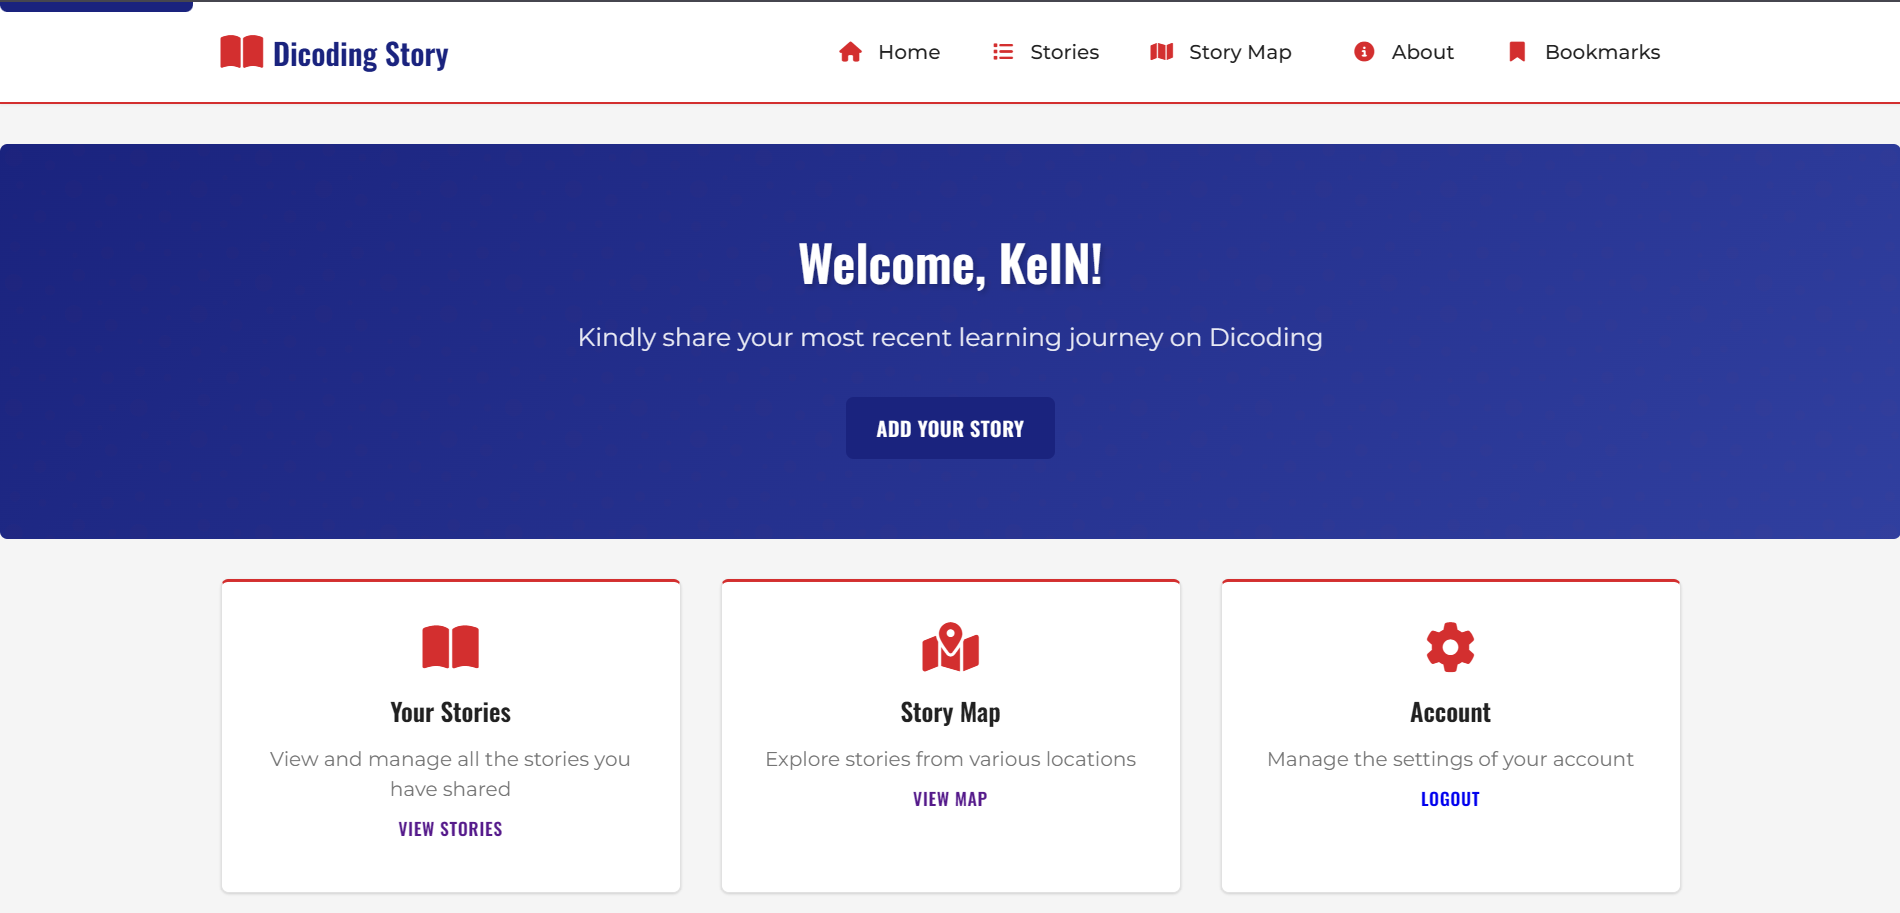 Dicoding Story
Home
Stories
Story Map
About
Bookmarks
Welcome, KeIN!
Kindly share your most recent learning journey on Dicoding
ADD YOUR STORY
Your Stories
View and manage all the stories you
have shared
VIEW STORIES
Story Map
Explore stories from various locations
VIEW MAP
Account
Manage the settings of your account
LOGOUT